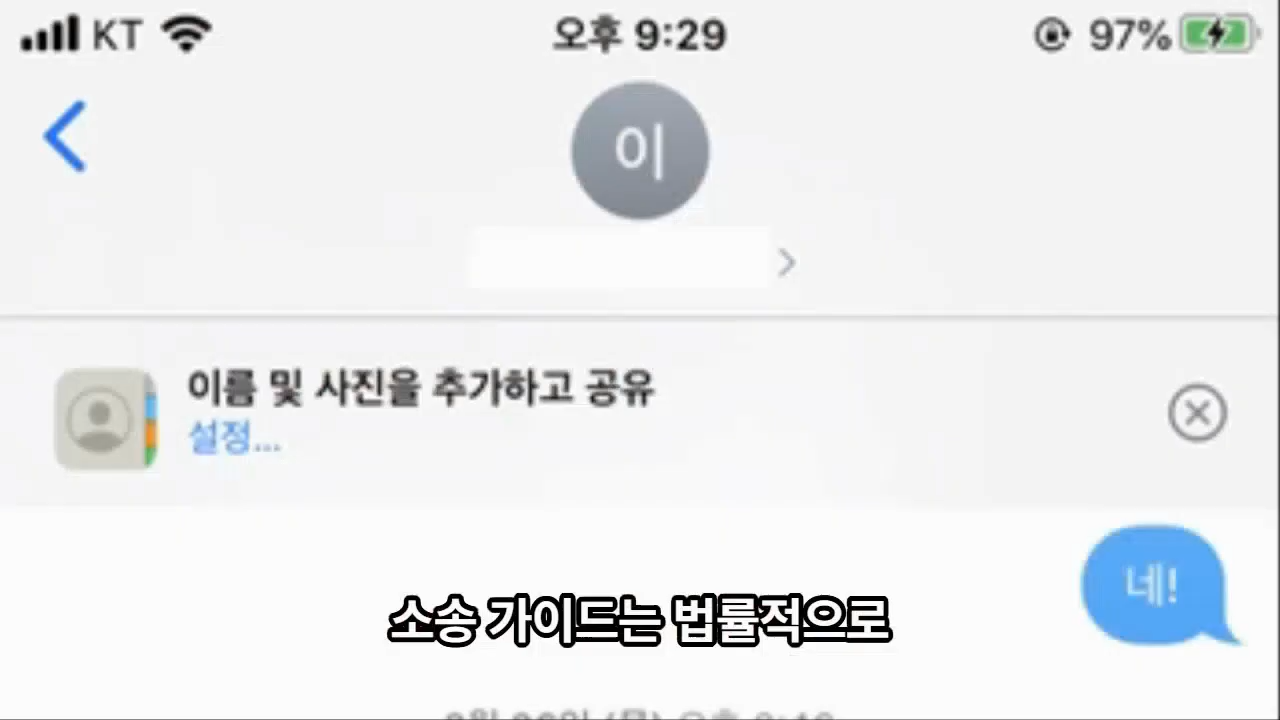 KT 오후 9:29 97%
이
이름 및 사진을 추가하고 공유
설정...
네!
소송 가이드는 법률적으로